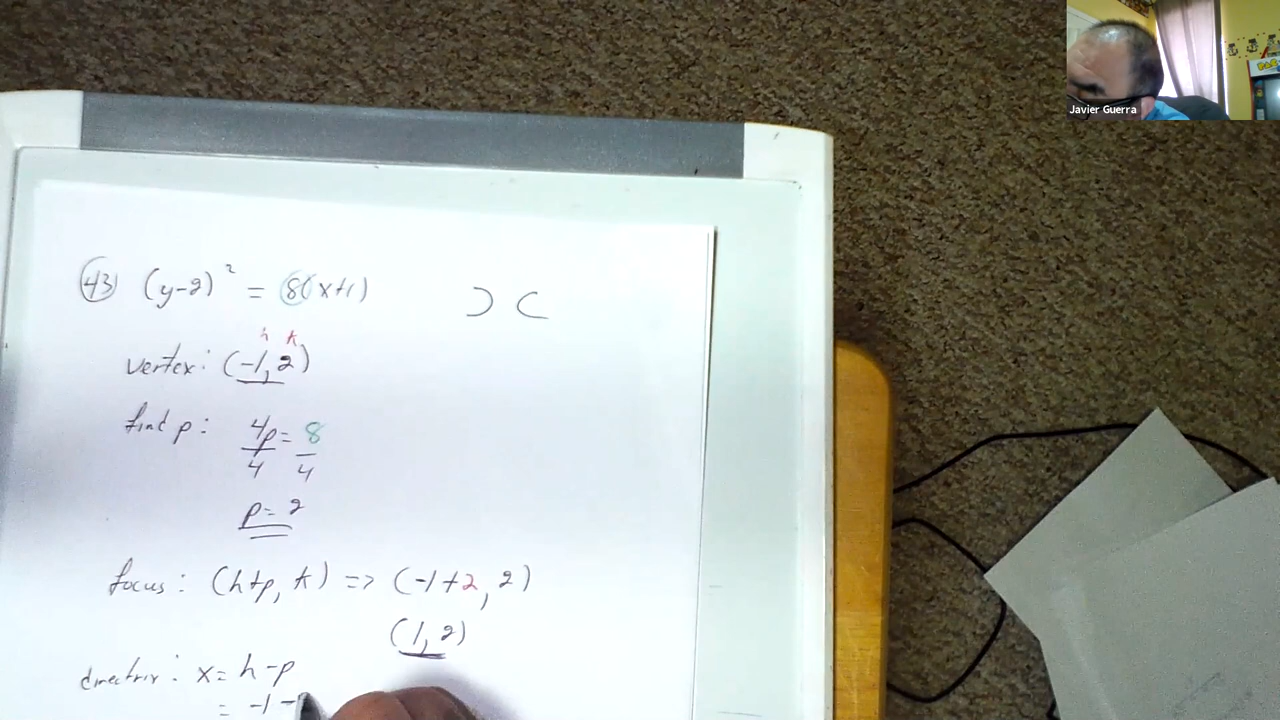 Javier Guerra
43 (y-2)² = 8(x+1)
h k
vertex: (-1, 2)
find p: 4p = 8
4 4
p = 2
focus: (h+p, k) => (-1+2, 2)
(1, 2)
directrix: x = h-p
= -1 -